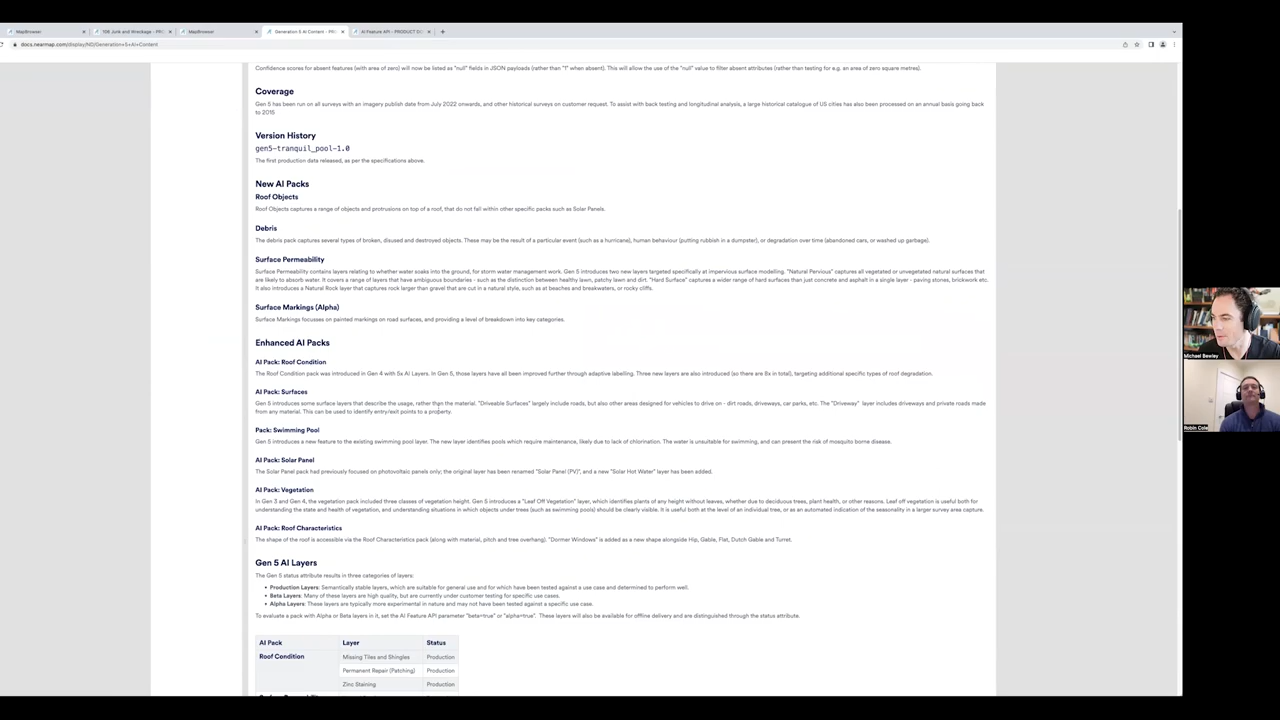 MapBrowser
108 Junk and Wreckage - PR
MapBrowser
Generation 5 AI Content - PR
AI Feature API - PRODUCT DO
docs.nearmap.com/display/ND/Generation+5+AI+Content
Confidence scores for absent features (with area of zero) will now be listed as "null" fields in JSON payloads (rather than "1" when absent). This will allow the use of the "null" value to filter absent attributes (rather than testing for e.g. an area of zero square metres).
Coverage
Gen 5 has been run on all surveys with an imagery publish date from July 2022 onwards, and other historical surveys on customer request. To assist with back testing and longitudinal analysis, a large historical catalogue of US cities has also been processed on an annual basis going back
to 2015
Version History
gen5-tranquil_pool-1.0
The first production data released, as per the specifications above.
New AI Packs
Roof Objects
Roof Objects captures a range of objects and protrusions on top of a roof, that do not fall within other specific packs such as Solar Panels.
Debris
The debris pack captures several types of broken, disused and destroyed objects. These may be the result of a particular event (such as a hurricane), human behaviour (putting rubbish in a dumpster), or degradation over time (abandoned cars, or washed up garbage).
Surface Permeability
Surface Permeability contains layers relating to whether water soaks into the ground, for storm water management work. Gen 5 introduces two new layers targeted specifically at impervious surface modelling. "Natural Pervious" captures all vegetated or unvegetated natural surfaces that
are likely to absorb water. It covers a range of layers that have ambiguous boundaries - such as the distinction between healthy lawn, patchy lawn and dirt. "Hard Surface" captures a wider range of hard surfaces than just concrete and asphalt in a single layer - paving stones, brickwork etc.
It also introduces a Natural Rock layer that captures rock larger than gravel that are cut in a natural style, such as at beaches and breakwaters, or rocky cliffs.
Surface Markings (Alpha)
Surface Markings focusses on painted markings on road surfaces, and providing a level of breakdown into key categories.
Enhanced AI Packs
AI Pack: Roof Condition
The Roof Condition pack was introduced in Gen 4 with 5x AI Layers. In Gen 5, those layers have all been improved further through adaptive labelling. Three new layers are also introduced (so there are 8x in total), targeting additional specific types of roof degradation.
AI Pack: Surfaces
Gen 5 introduces some surface layers that describe the usage, rather than the material. "Driveable Surfaces" largely include roads, but also other areas designed for vehicles to drive on - dirt roads, driveways, car parks, etc. The "Driveway" layer includes driveways and private roads made
from any material. This can be used to identify entry/exit points to a property.
Pack: Swimming Pool
Gen 5 introduces a new feature to the existing swimming pool layer. The new layer identifies pools which require maintenance, likely due to lack of chlorination. The water is unsuitable for swimming, and can present the risk of mosquito borne disease.
AI Pack: Solar Panel
The Solar Panel pack had previously focused on photovoltaic panels only; the original layer has been renamed "Solar Panel (PV)", and a new "Solar Hot Water" layer has been added.
AI Pack: Vegetation
In Gen 3 and Gen 4, the vegetation pack included three classes of vegetation height. Gen 5 introduces a "Leaf Off Vegetation" layer, which identifies plants of any height without leaves, whether due to deciduous trees, plant health, or other reasons. Leaf off vegetation is useful both for
understanding the state and health of vegetation, and understanding situations in which objects under trees (such as swimming pools) should be clearly visible. It is useful both at the level of an individual tree, or as an automated indication of the seasonality in a larger survey area capture.
AI Pack: Roof Characteristics
The shape of the roof is accessible via the Roof Characteristics pack (along with material, pitch and tree overhang). "Dormer Windows" is added as a new shape alongside Hip, Gable, Flat, Dutch Gable and Turret.
Gen 5 AI Layers
The Gen 5 status attribute results in three categories of layers:
• Production Layers: Semantically stable layers, which are suitable for general use and for which have been tested against a use case and determined to perform well.
• Beta Layers: Many of these layers are high quality, but are currently under customer testing for specific use cases.
• Alpha Layers: These layers are typically more experimental in nature and may not have been tested against a specific use case.
To evaluate a pack with Alpha or Beta layers in it, set the AI Feature API parameter "beta=true" or "alpha=true". These layers will also be available for offline delivery and are distinguished through the status attribute.
AI Pack Layer Status
Roof Condition Missing Tiles and Shingles Production
Permanent Repair (Patching) Production
Zinc Staining Production
Michael Bewley
Robin Cole